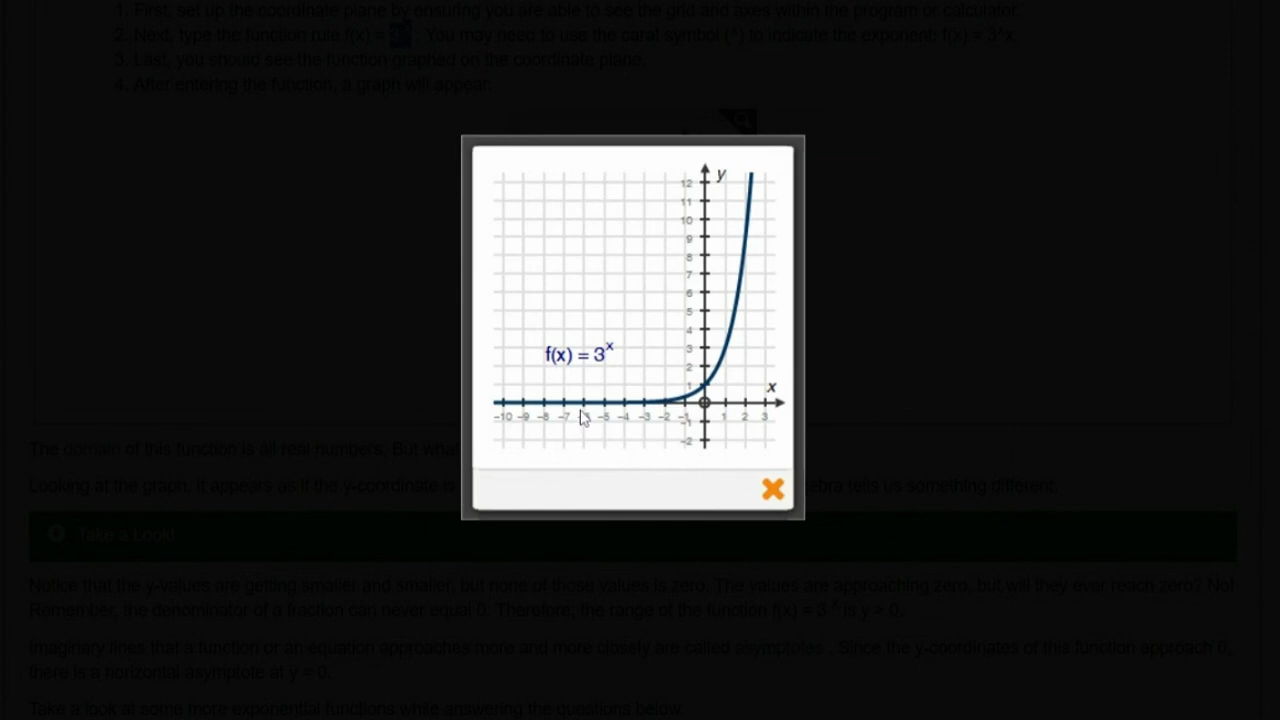 1. First, set up the coordinate plane by ensuring you are able to see the grid and axes within the program or calculator.
2. Next, type the function rule f(x) = 3ˣ. You may need to use the carat symbol (^) to indicate the exponent: f(x) = 3^x.
3. Last, you should see the function graphed on the coordinate plane.
4. After entering the function, a graph will appear.
y
12
11
10
9
8
7
6
5
4
f(x) = 3ˣ
3
2
1
x
-10 -9 -8 -7 -5 -4 -3 -2 -1 1 2 3
-1
-2
The domain of this function is all real numbers. But what
Looking at the graph, it appears as if the y-coordinate is
ebra tells us something different.
Take a Look!
Notice that the y-values are getting smaller and smaller, but none of those values is zero. The values are approaching zero, but will they ever reach zero? No!
Remember, the denominator of a fraction can never equal 0. Therefore, the range of the function f(x) = 3ˣ is y > 0.
Imaginary lines that a function or an equation approaches more and more closely are called asymptotes. Since the y-coordinates of this function approach 0,
there is a horizontal asymptote at y = 0.
Take a look at some more exponential functions while answering the questions below.